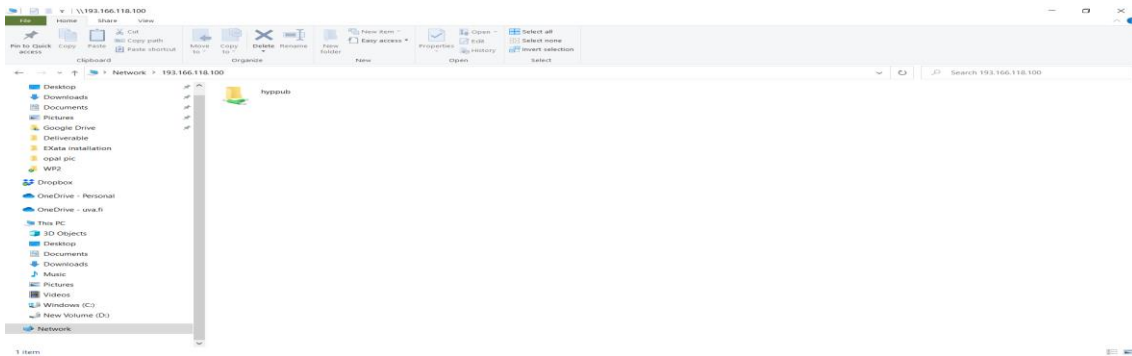 \\193.166.118.100
File Home Share View
Pin to Quick access
Copy
Paste
Cut
Copy path
Paste shortcut
Move to
Copy to
Delete
Rename
New folder
New item
Easy access
Properties
Open
Edit
History
Select all
Select none
Invert selection
Clipboard Organize New Open Select
Network > 193.166.118.100
Search 193.166.118.100
Desktop
Downloads
Documents
Pictures
Google Drive
Deliverable
EXata installation
opal pic
WP2
Dropbox
OneDrive - Personal
OneDrive - uva.fi
This PC
3D Objects
Desktop
Documents
Downloads
Music
Pictures
Videos
Windows (C:)
New Volume (D:)
Network
hyppub
1 item